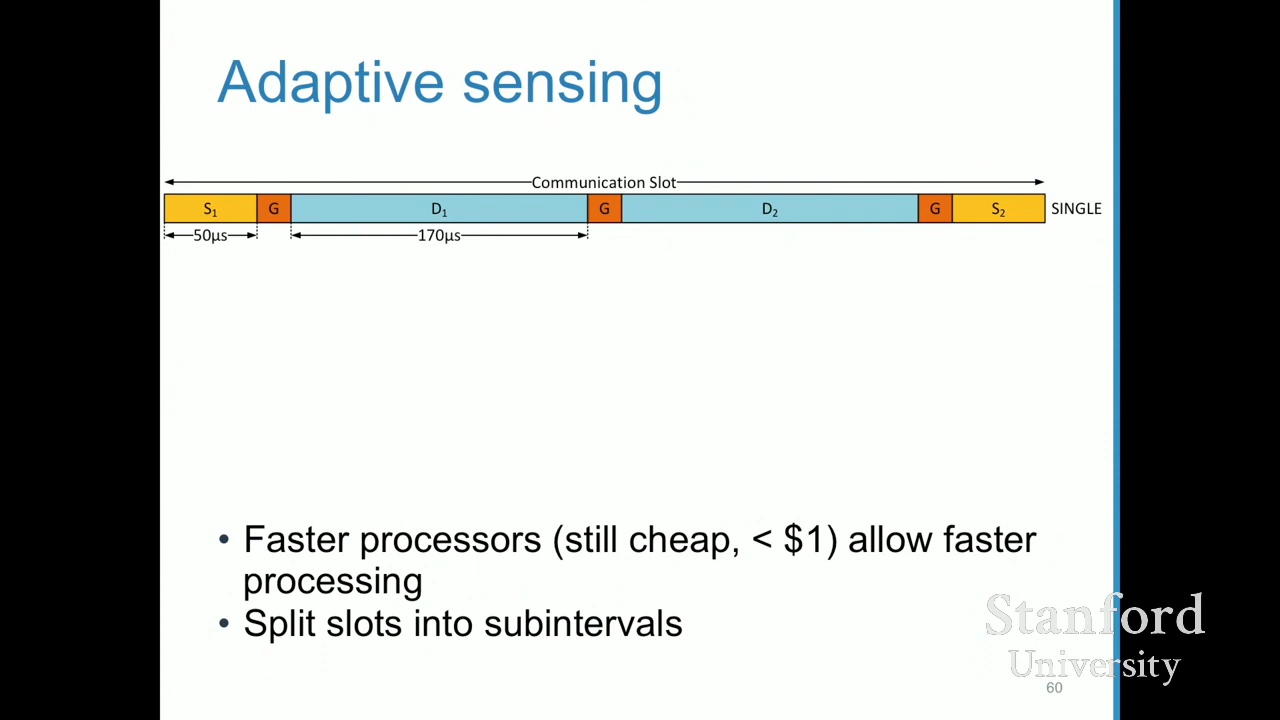 Adaptive sensing
Communication Slot
S₁ G D₁ G D₂ G S₂ SINGLE
50µs 170µs
• Faster processors (still cheap, < $1) allow faster
processing
• Split slots into subintervals
Stanford
University
60